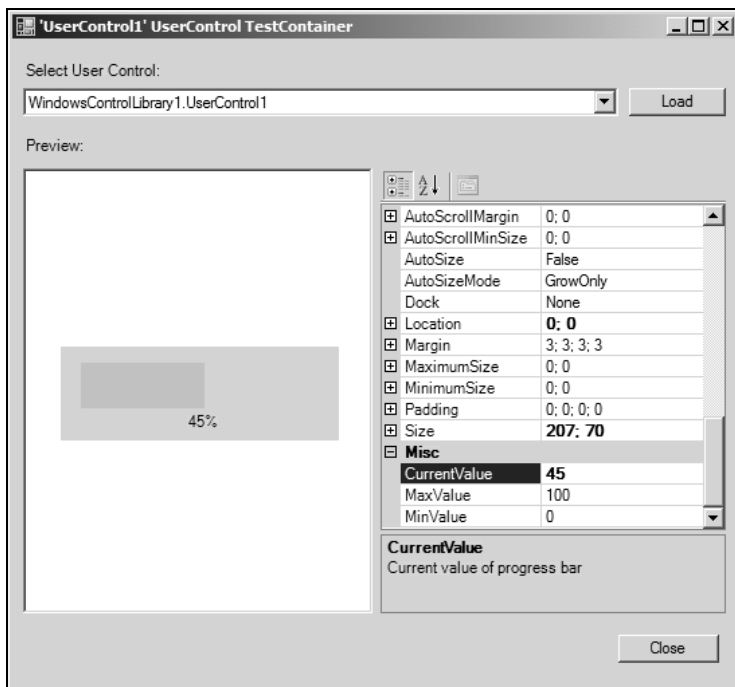 'UserControl1' UserControl TestContainer
Select User Control:
WindowsControlLibrary1.UserControl1
Load
Preview:
AutoScrollMargin 0; 0
AutoScrollMinSize 0; 0
AutoSize False
AutoSizeMode GrowOnly
Dock None
Location 0; 0
Margin 3; 3; 3; 3
MaximumSize 0; 0
MinimumSize 0; 0
Padding 0; 0; 0; 0
Size 207; 70
Misc
CurrentValue 45
MaxValue 100
MinValue 0
45%
CurrentValue
Current value of progress bar
Close